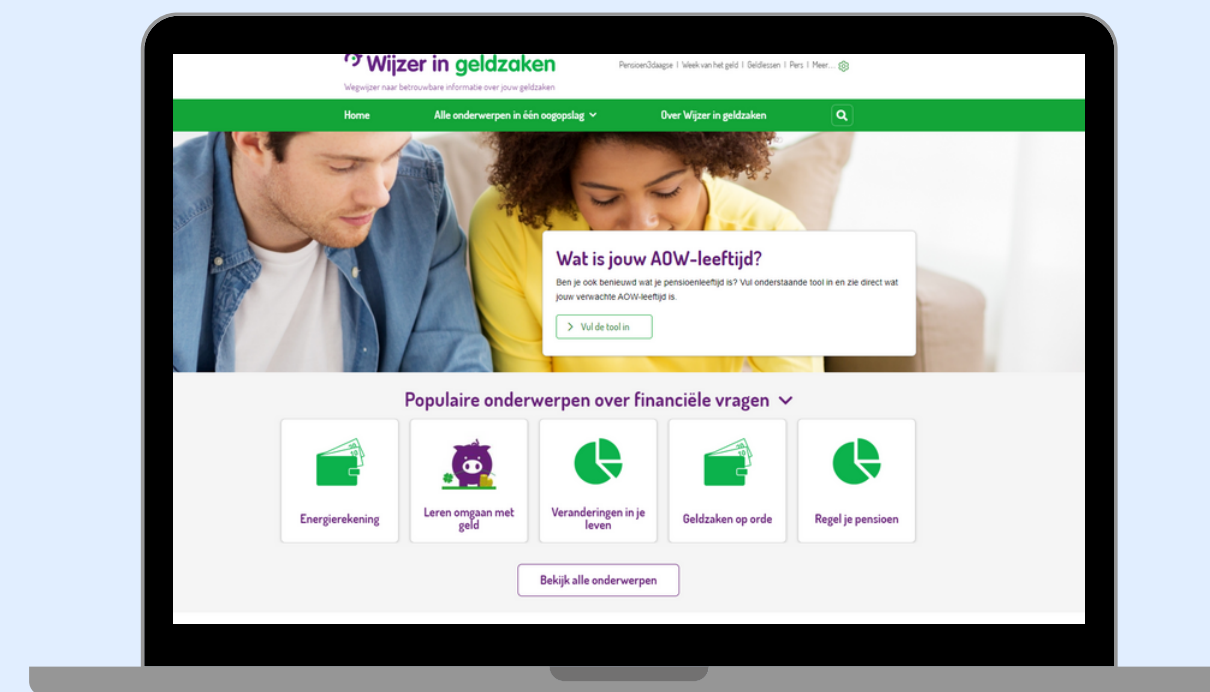 Wijzer in geldzaken
Pensioen3daagse | Week van het geld | Geldlessen | Pers | Meer...
Wegwijzer naar betrouwbare informatie over jouw geldzaken
Home
Alle onderwerpen in één oogopslag
Over Wijzer in geldzaken
Wat is jouw AOW-leeftijd?
Ben je ook benieuwd wat je pensioenleeftijd is? Vul onderstaande tool in en zie direct wat
jouw verwachte AOW-leeftijd is.
Vul de tool in
Populaire onderwerpen over financiële vragen
Energierekening
Leren omgaan met
geld
Veranderingen in je
leven
Geldzaken op orde
Regel je pensioen
Bekijk alle onderwerpen